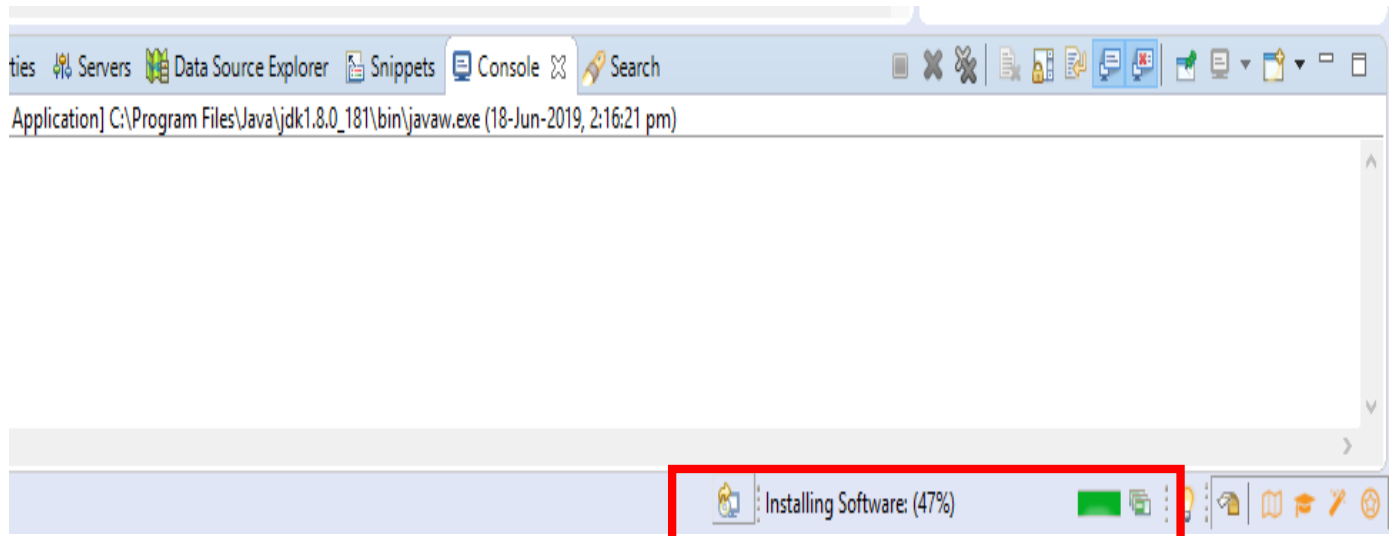 ties Servers Data Source Explorer Snippets Console Search
Application] C:\Program Files\Java\jdk1.8.0_181\bin\javaw.exe (18-Jun-2019, 2:16:21 pm)
Installing Software: (47%)